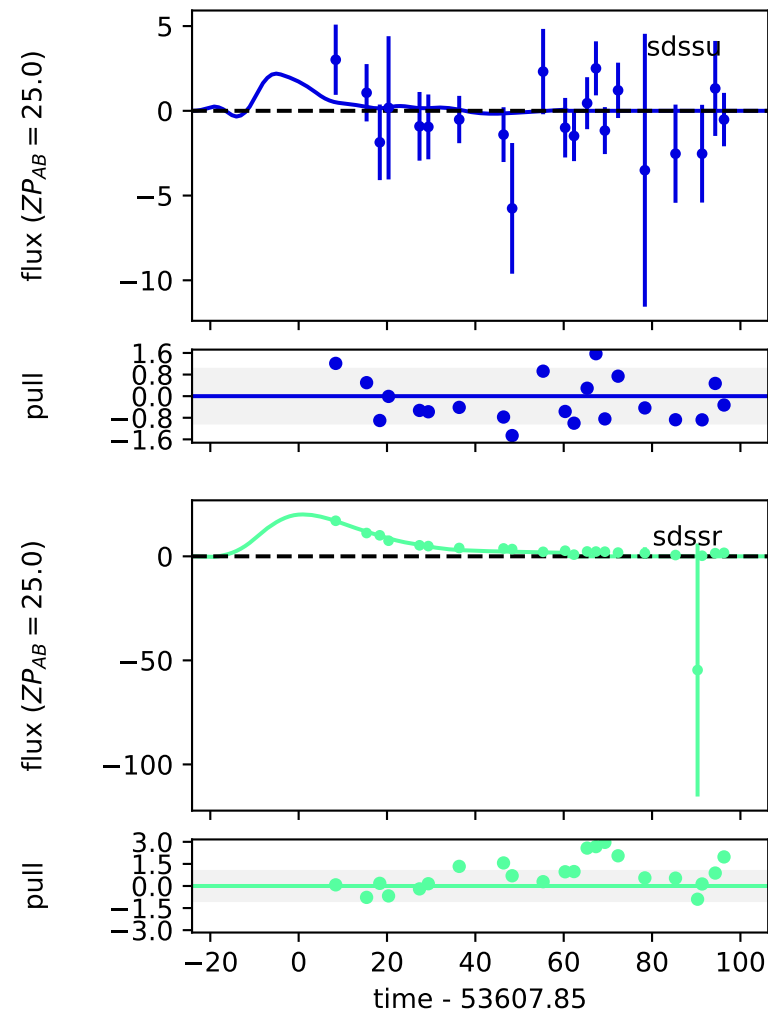 sdssu
flux (ZP_AB = 25.0)
5
0
−5
−10
pull
1.6
0.8
0.0
−0.8
−1.6
sdssr
flux (ZP_AB = 25.0)
0
−50
−100
pull
3.0
1.5
0.0
−1.5
−3.0
−20 0 20 40 60 80 100
time - 53607.85